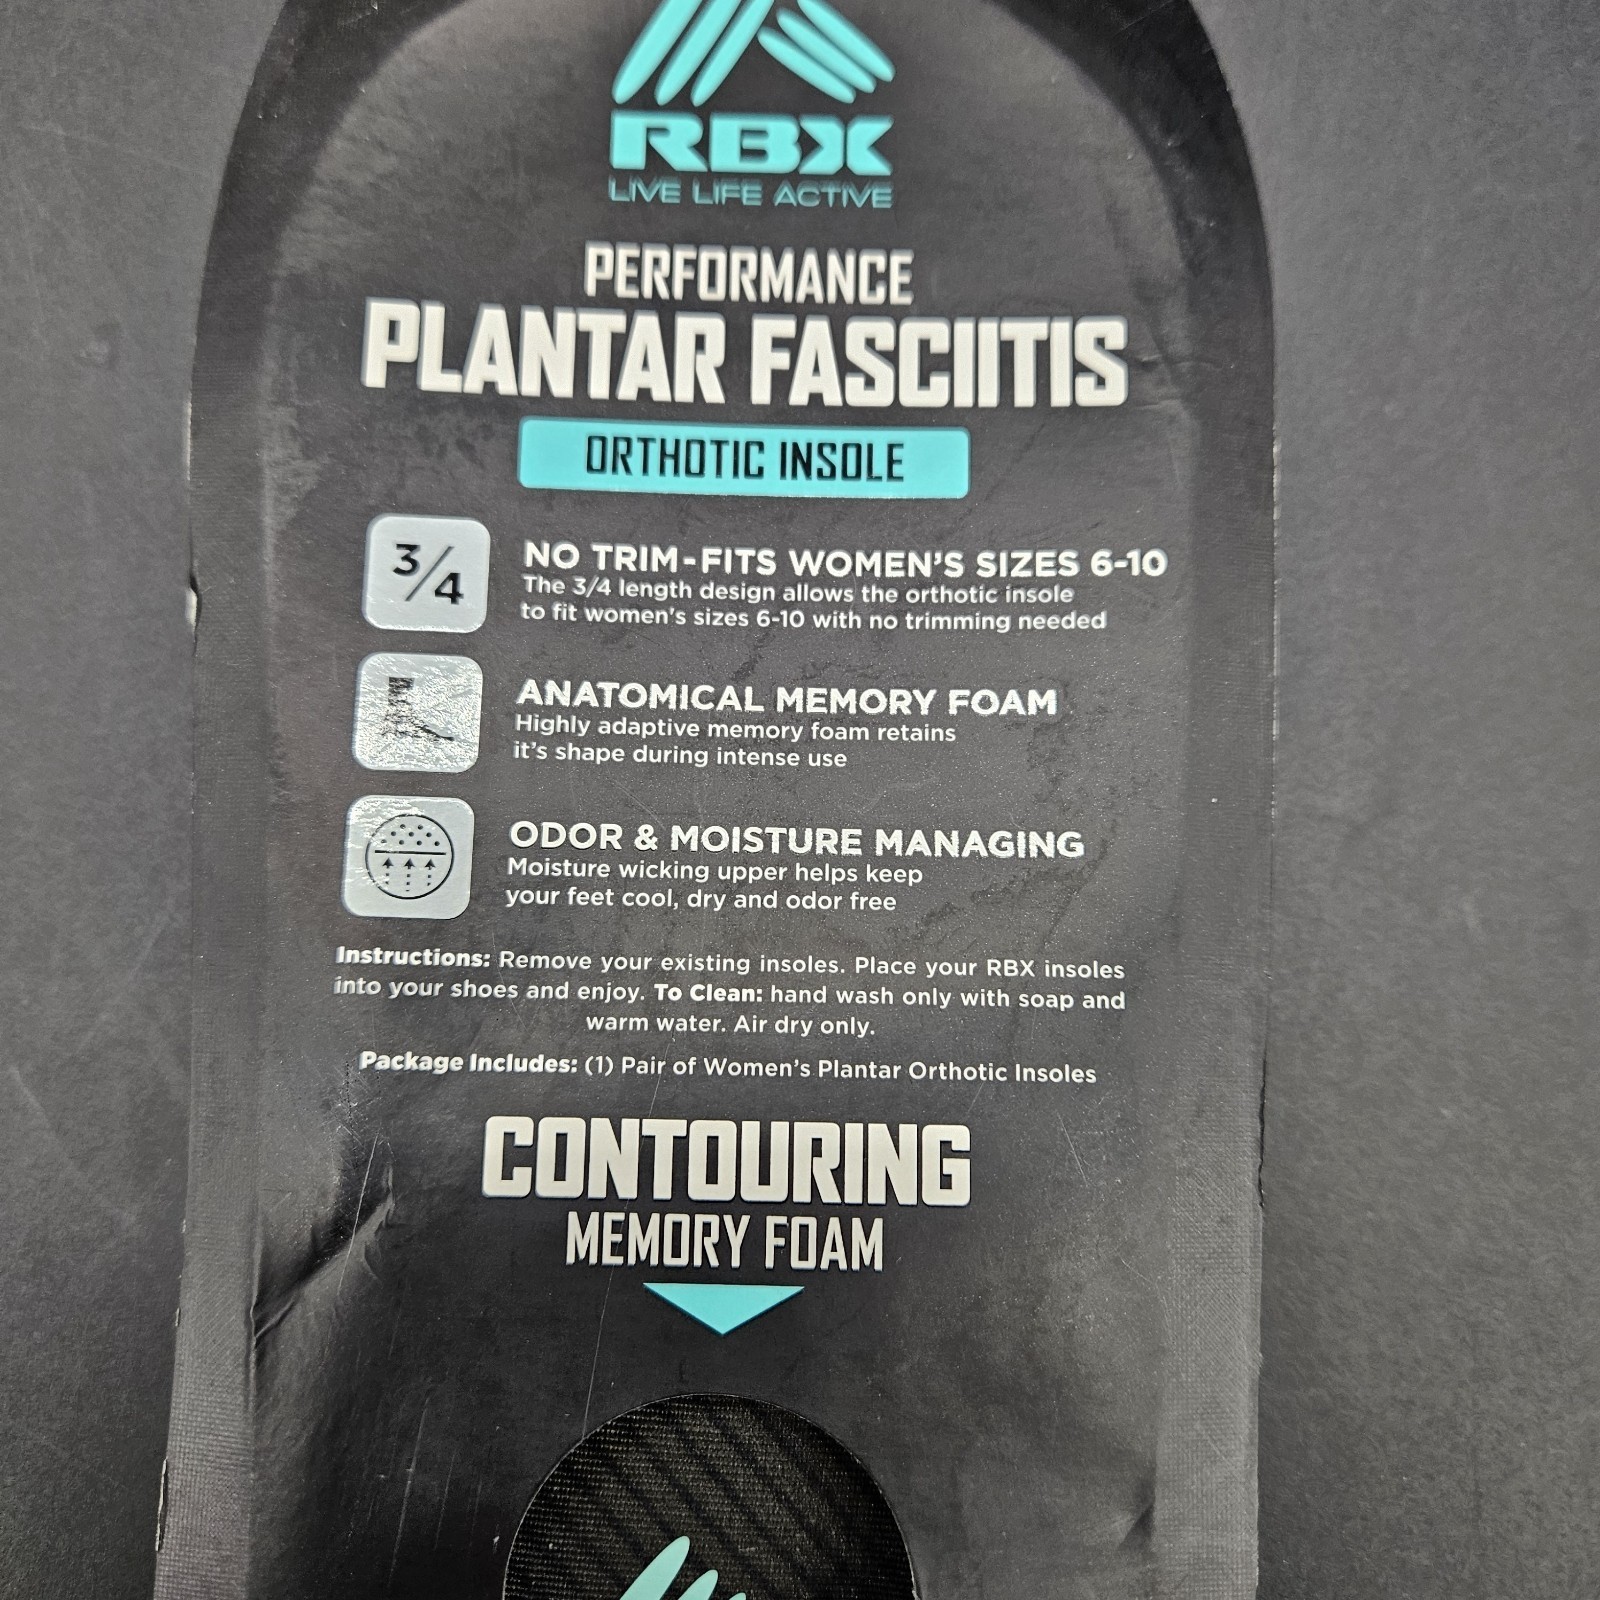 RBX
LIVE LIFE ACTIVE
PERFORMANCE
PLANTAR FASCIITIS
ORTHOTIC INSOLE
3/4
NO TRIM-FITS WOMEN'S SIZES 6-10
The 3/4 length design allows the orthotic insole
to fit women's sizes 6-10 with no trimming needed
ANATOMICAL MEMORY FOAM
Highly adaptive memory foam retains
it's shape during intense use
ODOR & MOISTURE MANAGING
Moisture wicking upper helps keep
your feet cool, dry and odor free
Instructions: Remove your existing insoles. Place your RBX insoles
into your shoes and enjoy. To Clean: hand wash only with soap and
warm water. Air dry only.
Package Includes: (1) Pair of Women's Plantar Orthotic Insoles
CONTOURING
MEMORY FOAM